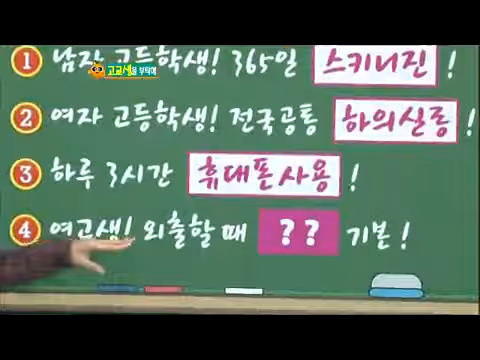 고교생을 부탁해
1 남자 고등학생! 365일 스키니진 !
2 여자 고등학생! 전국공통 하의실종 !
3 하루 3시간 휴대폰 사용 !
4 여고생! 외출할 때 ?? 기본!